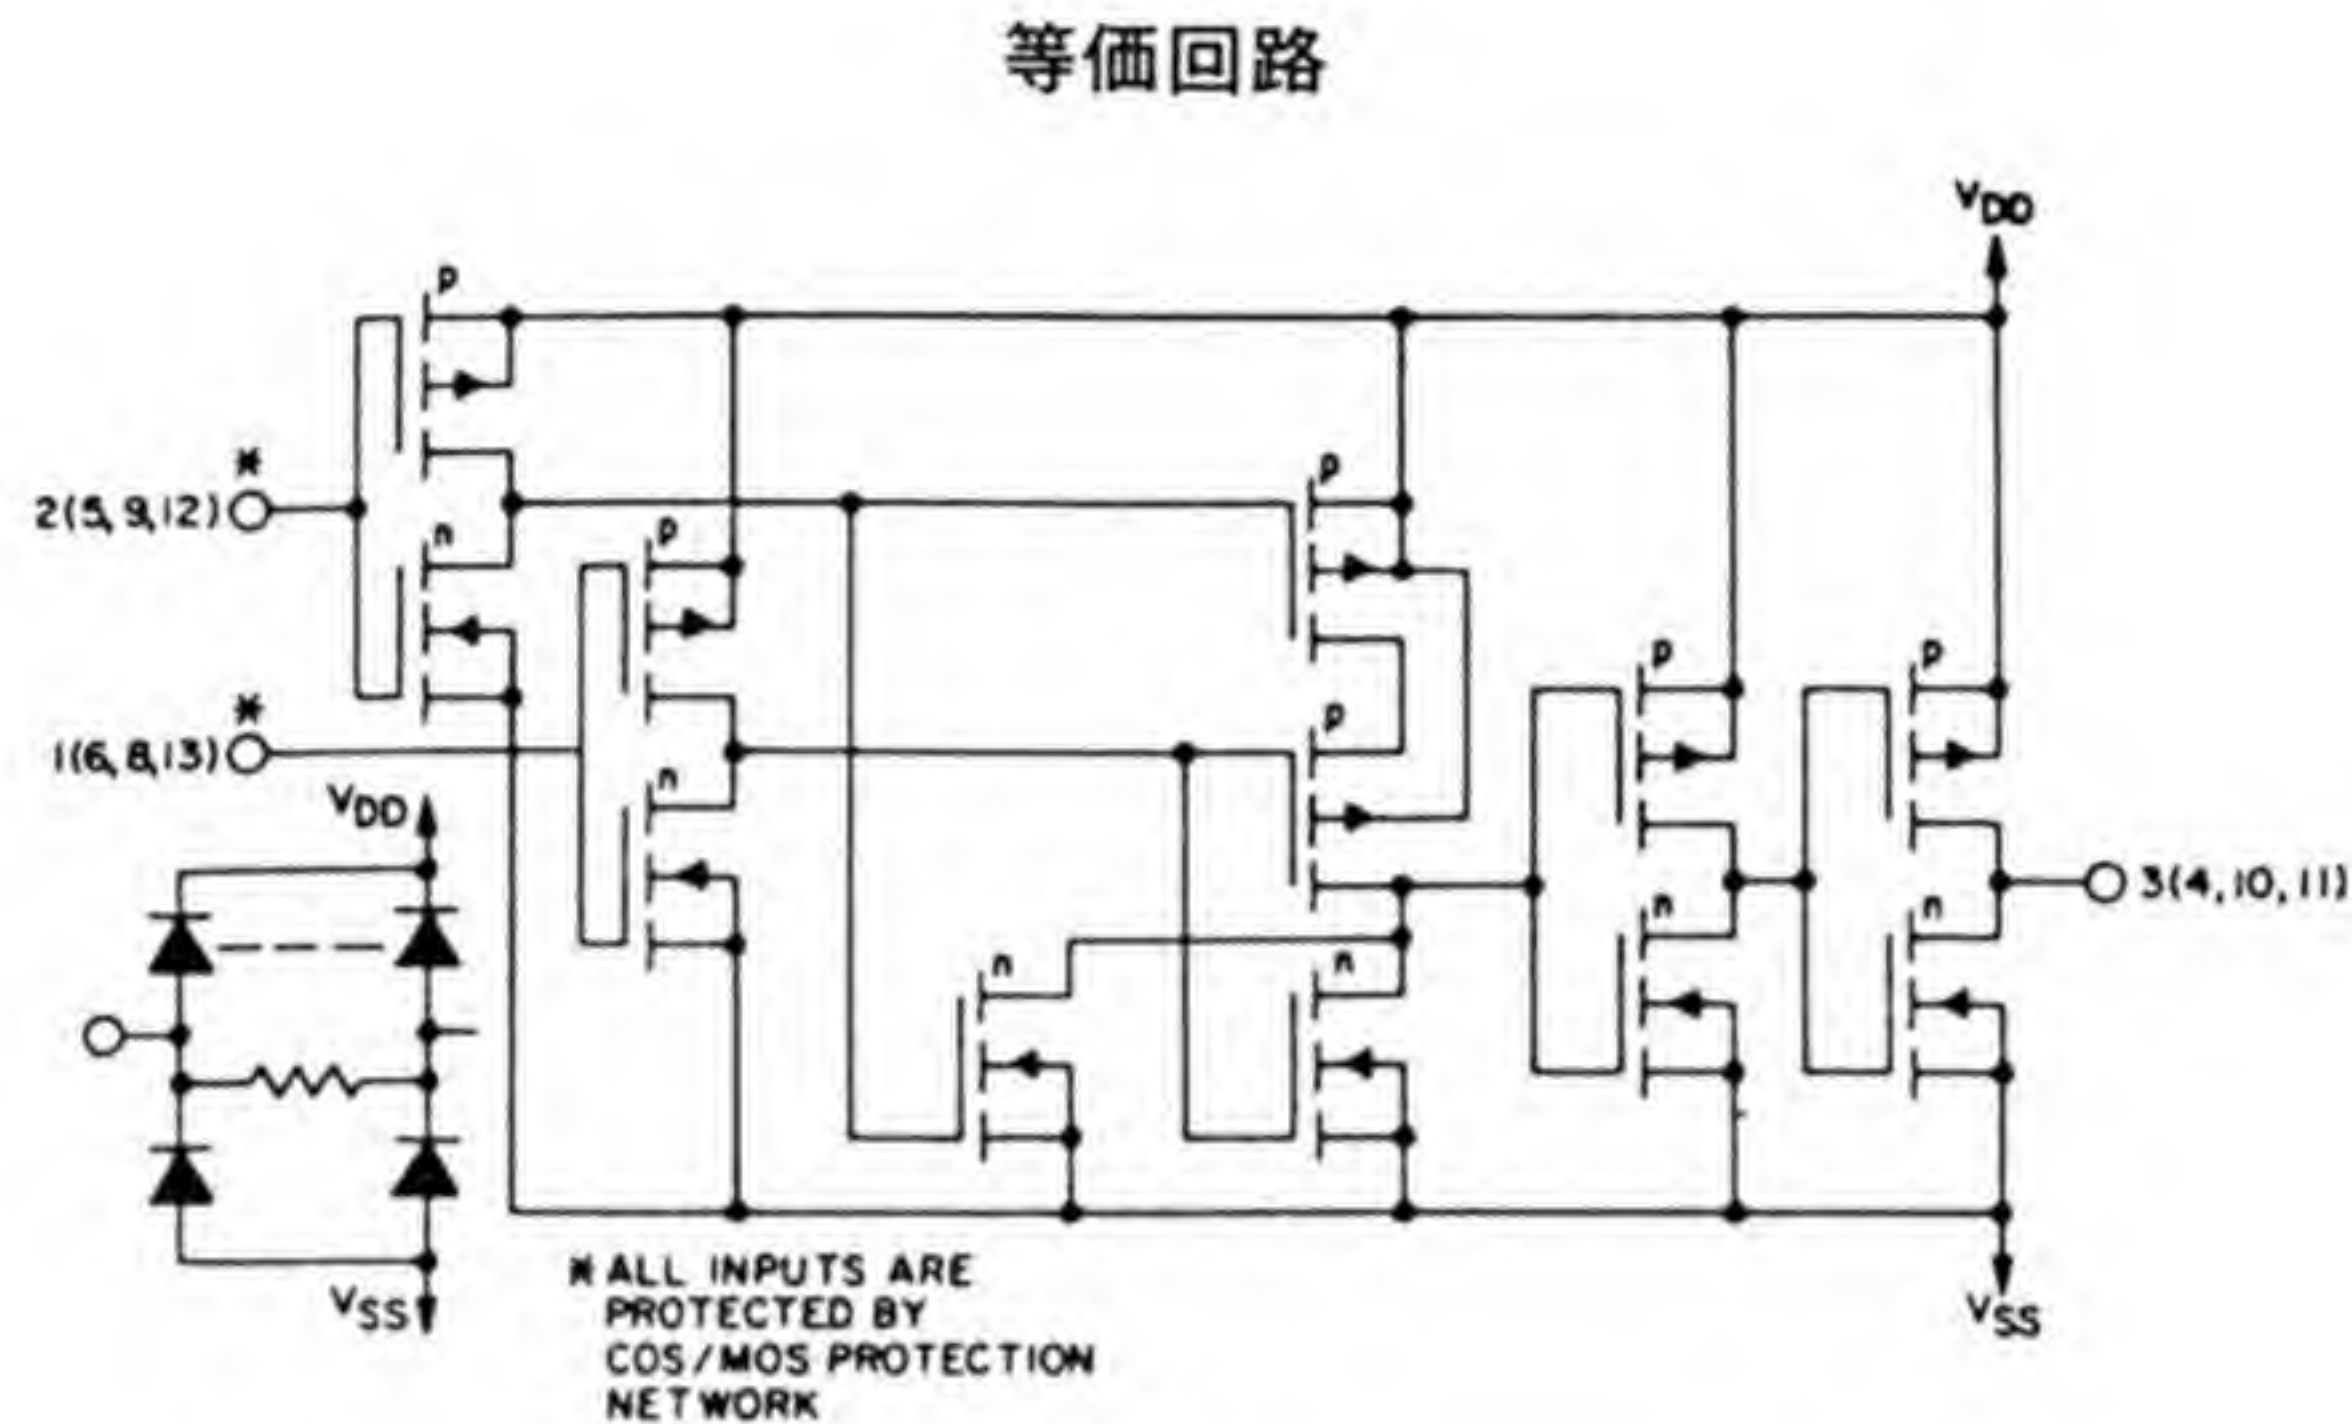 等価回路
VDD
p
p
*
2(5,9,12)
n
p
p
p
p
*
1(6,8,13)
n
VDD
3(4,10,11)
n
n
n
n
VSS
* ALL INPUTS ARE
PROTECTED BY
COS/MOS PROTECTION
NETWORK
VSS